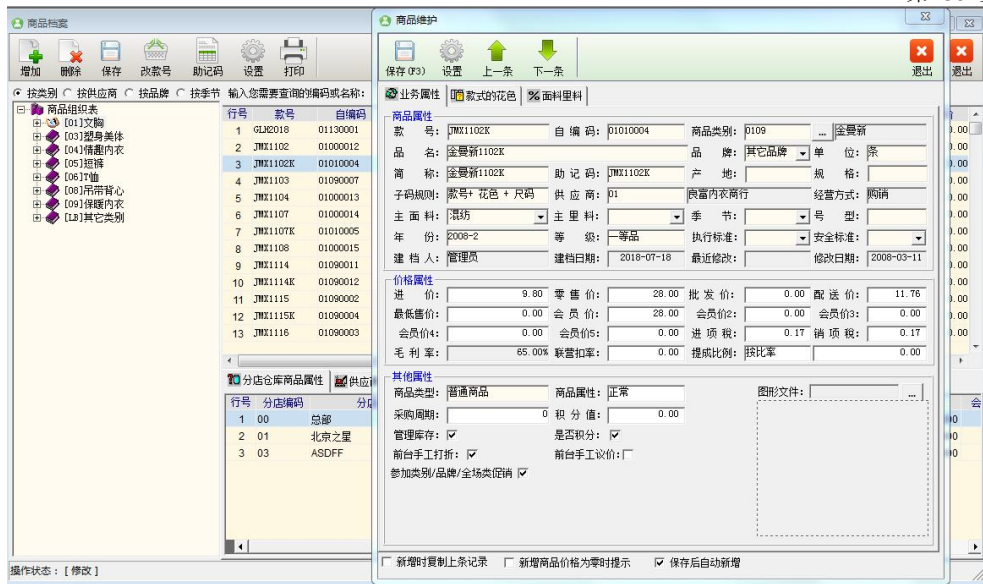 商品档案
增加 删除 保存 改款号 助记码 设置 打印
按类别 按供应商 按品牌 按季节 输入您需要查询的编码或名称:
商品组织表
[01]文胸
[03]塑身美体
[04]情趣内衣
[05]短裤
[06]T恤
[08]吊带背心
[09]保暖内衣
[LB]其它类别
行号 款号 自编码
1 GLM2018 01130001
2 JMX1102 01000012
3 JMX1102K 01010004
4 JMX1103 01090007
5 JMX1104 01000013
6 JMX1107 01000014
7 JMX1107K 01010005
8 JMX1108 01000015
9 JMX1114 01090011
10 JMX1114K 01090012
11 JMX1115 01090002
12 JMX1115K 01090004
13 JMX1116 01090003
分店仓库商品属性 供应
行号 分店编码
1 00 总部
2 01 北京之星
3 03 ASDFF
操作状态：[修改]
商品维护
保存(F3) 设置 上一条 下一条 退出
退出
业务属性 款式的花色 面料里料
商品属性
款 号: JMX1102K 自 编 码: 01010004 商品类别: 0109 ... 金曼新
品 名: 金曼新1102K 品 牌: 其它品牌 单 位: 条
简 称: 金曼新1102K 助 记 码: JMX1102K 产 地: 规 格:
子码规则: 款号+ 花色 + 尺码 供 应 商: 01 良富内衣商行 经营方式: 购销
主 面 料: 混纺 主 里 料: 季 节: 号 型:
年 份: 2008-2 等 级: 一等品 执行标准: 安全标准:
建 档 人: 管理员 建档日期: 2018-07-18 最近修改: 修改日期: 2008-03-11
价格属性
进 价: 9.80 零 售 价: 28.00 批 发 价: 0.00 配 送 价: 11.76
最低售价: 0.00 会 员 价: 28.00 会员价2: 0.00 会员价3: 0.00
会员价4: 0.00 会员价5: 0.00 进 项 税: 0.17 销 项 税: 0.17
毛 利 率: 65.00% 联营扣率: 0.00 提成比例: 按比率 0.00
其他属性
商品类型: 普通商品 商品属性: 正常 图形文件: ...
采购周期: 0 积 分 值: 0.00
管理库存: 是否积分:
前台手工打折: 前台手工议价:
参加类别/品牌/全场类促销
新增时复制上条记录 新增商品价格为零时提示 保存后自动新增